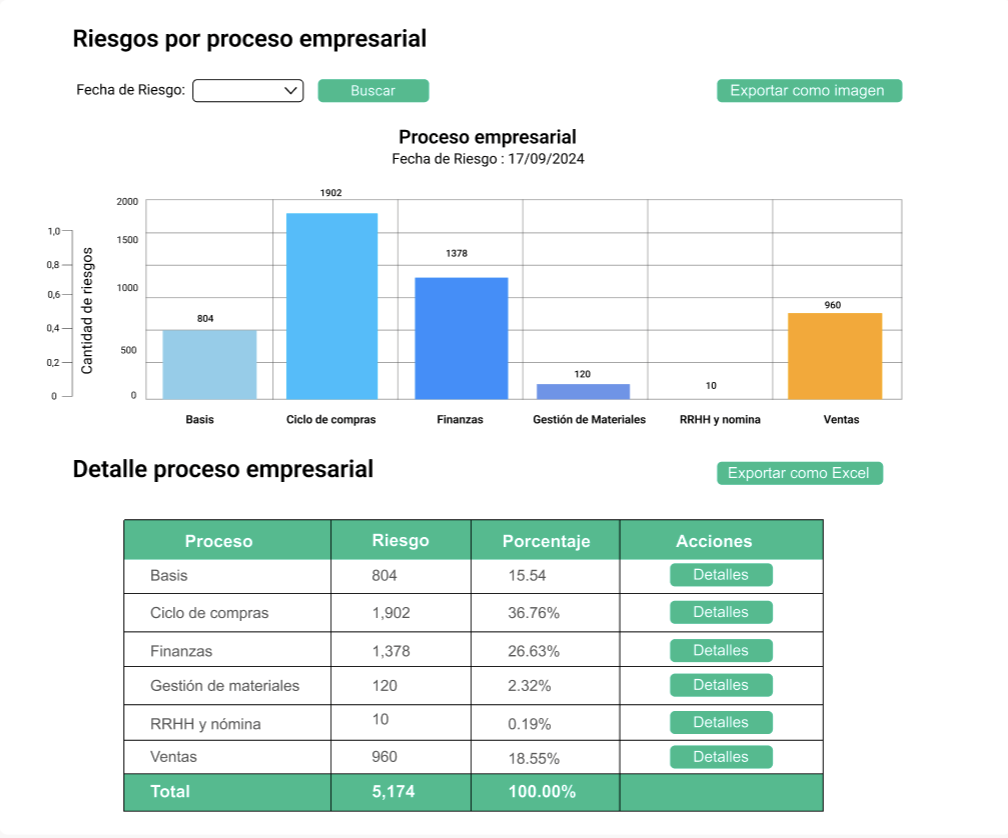 Riesgos por proceso empresarial
Fecha de Riesgo: Buscar Exportar como imagen
Proceso empresarial
Fecha de Riesgo : 17/09/2024
1,0
0,8
0,6
0,4
0,2
0
Cantidad de riesgos
2000
1500
1000
500
0
804
1902
1378
120
10
960
Basis Ciclo de compras Finanzas Gestión de Materiales RRHH y nomina Ventas
Detalle proceso empresarial Exportar como Excel
Proceso Riesgo Porcentaje Acciones
Basis 804 15.54 Detalles
Ciclo de compras 1,902 36.76% Detalles
Finanzas 1,378 26.63% Detalles
Gestión de materiales 120 2.32% Detalles
RRHH y nómina 10 0.19% Detalles
Ventas 960 18.55% Detalles
Total 5,174 100.00%